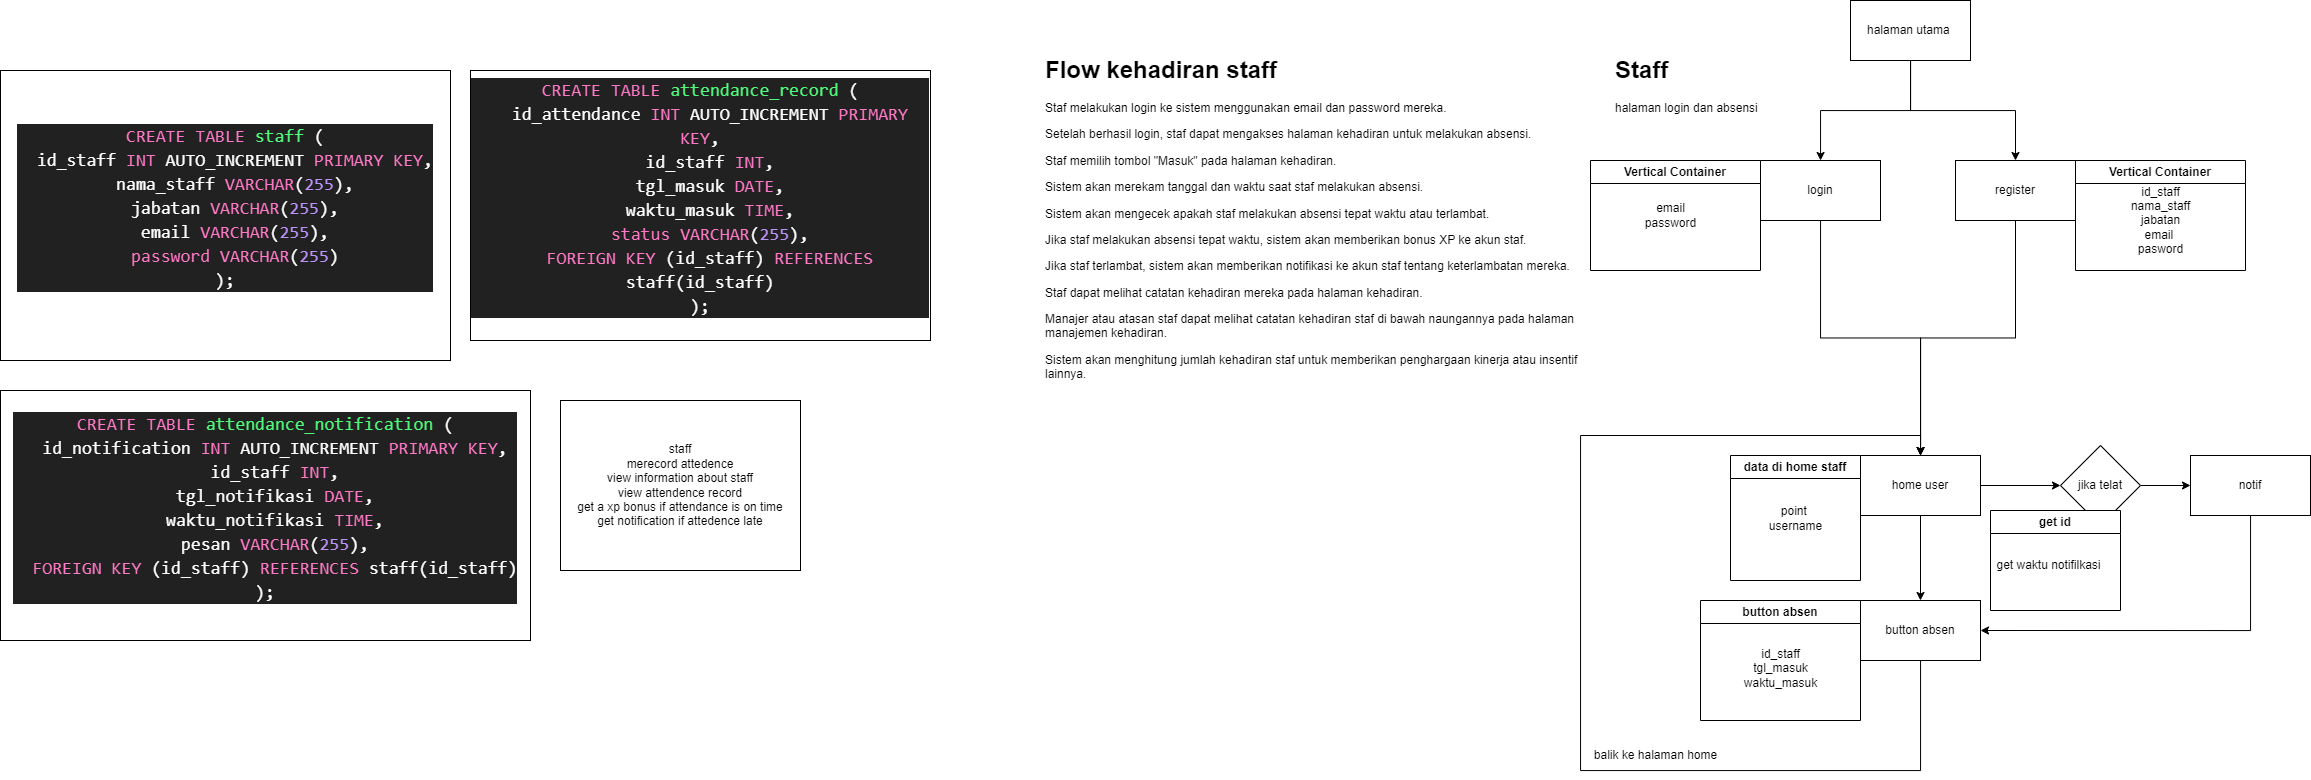 CREATE TABLE staff (
id_staff INT AUTO_INCREMENT PRIMARY KEY,
nama_staff VARCHAR(255),
jabatan VARCHAR(255),
email VARCHAR(255),
password VARCHAR(255)
);
CREATE TABLE attendance_record (
id_attendance INT AUTO_INCREMENT PRIMARY
KEY,
id_staff INT,
tgl_masuk DATE,
waktu_masuk TIME,
status VARCHAR(255),
FOREIGN KEY (id_staff) REFERENCES
staff(id_staff)
);
CREATE TABLE attendance_notification (
id_notification INT AUTO_INCREMENT PRIMARY KEY,
id_staff INT,
tgl_notifikasi DATE,
waktu_notifikasi TIME,
pesan VARCHAR(255),
FOREIGN KEY (id_staff) REFERENCES staff(id_staff)
);
staff
merecord attedence
view information about staff
view attendence record
get a xp bonus if attendance is on time
get notification if attedence late
Flow kehadiran staff
Staf melakukan login ke sistem menggunakan email dan password mereka.
Setelah berhasil login, staf dapat mengakses halaman kehadiran untuk melakukan absensi.
Staf memilih tombol "Masuk" pada halaman kehadiran.
Sistem akan merekam tanggal dan waktu saat staf melakukan absensi.
Sistem akan mengecek apakah staf melakukan absensi tepat waktu atau terlambat.
Jika staf melakukan absensi tepat waktu, sistem akan memberikan bonus XP ke akun staf.
Jika staf terlambat, sistem akan memberikan notifikasi ke akun staf tentang keterlambatan mereka.
Staf dapat melihat catatan kehadiran mereka pada halaman kehadiran.
Manajer atau atasan staf dapat melihat catatan kehadiran staf di bawah naungannya pada halaman
manajemen kehadiran.
Sistem akan menghitung jumlah kehadiran staf untuk memberikan penghargaan kinerja atau insentif
lainnya.
Staff
halaman login dan absensi
halaman utama
Vertical Container
email
password
login
register
Vertical Container
id_staff
nama_staff
jabatan
email
pasword
data di home staff
point
username
home user
jika telat
notif
get id
get waktu notifilkasi
button absen
id_staff
tgl_masuk
waktu_masuk
button absen
balik ke halaman home